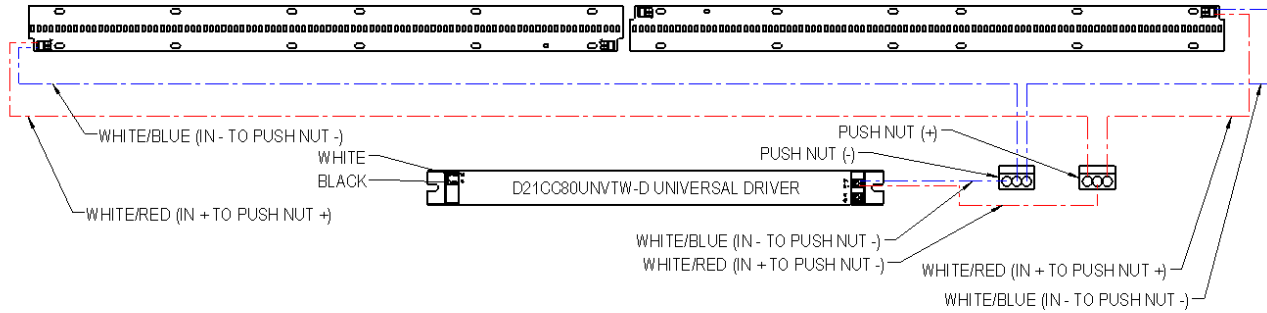 WHITE/BLUE (IN - TO PUSH NUT -)
PUSH NUT (+)
PUSH NUT (-)
WHITE
BLACK
D21CC80UNVTW-D UNIVERSAL DRIVER
WHITE/RED (IN + TO PUSH NUT +)
WHITE/BLUE (IN - TO PUSH NUT -)
WHITE/RED (IN + TO PUSH NUT -)
WHITE/RED (IN + TO PUSH NUT +)
WHITE/BLUE (IN - TO PUSH NUT -)